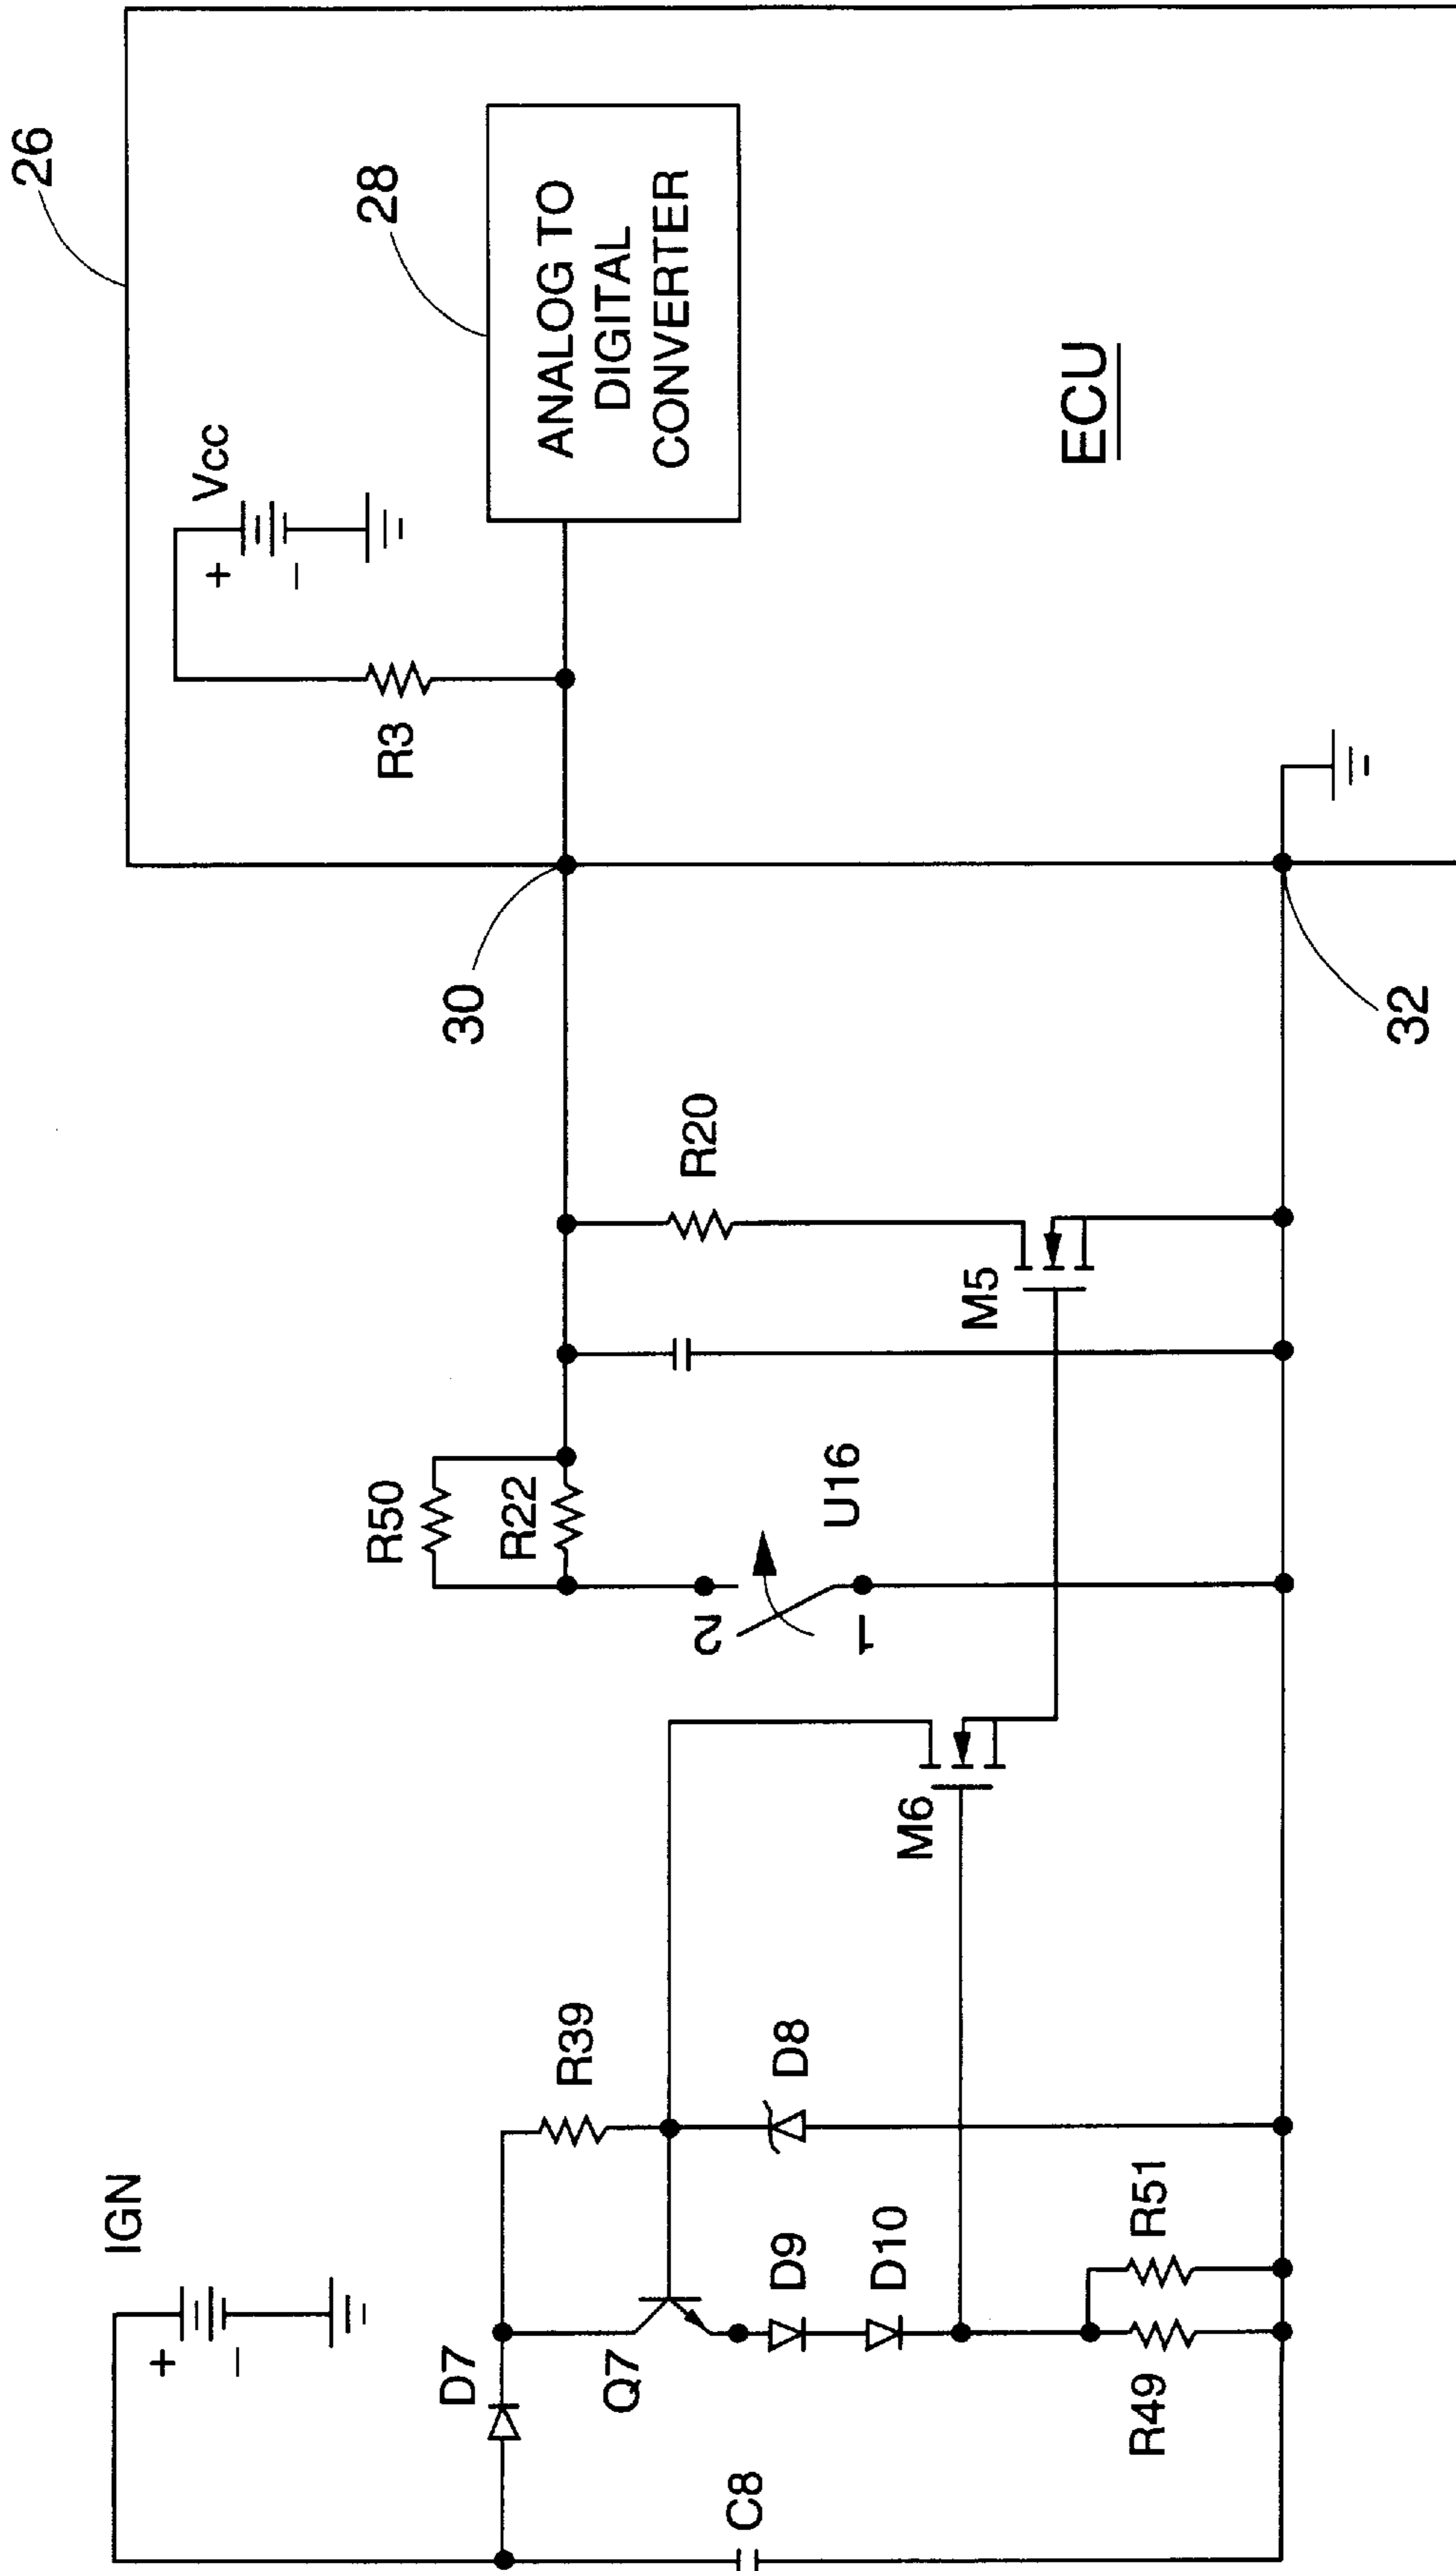 26
28
Vcc
+
−
ANALOG TO
DIGITAL
CONVERTER
R3
ECU
30
32
R20
M5
R50
R22
U16
2
1
M6
R39
D8
IGN
+
−
D7
Q7
D9
D10
R51
R49
C8